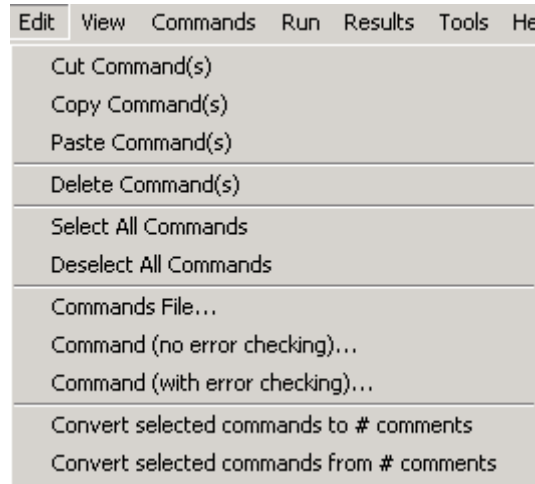 Edit View Commands Run Results Tools He
Cut Command(s)
Copy Command(s)
Paste Command(s)
Delete Command(s)
Select All Commands
Deselect All Commands
Commands File...
Command (no error checking)...
Command (with error checking)...
Convert selected commands to # comments
Convert selected commands from # comments